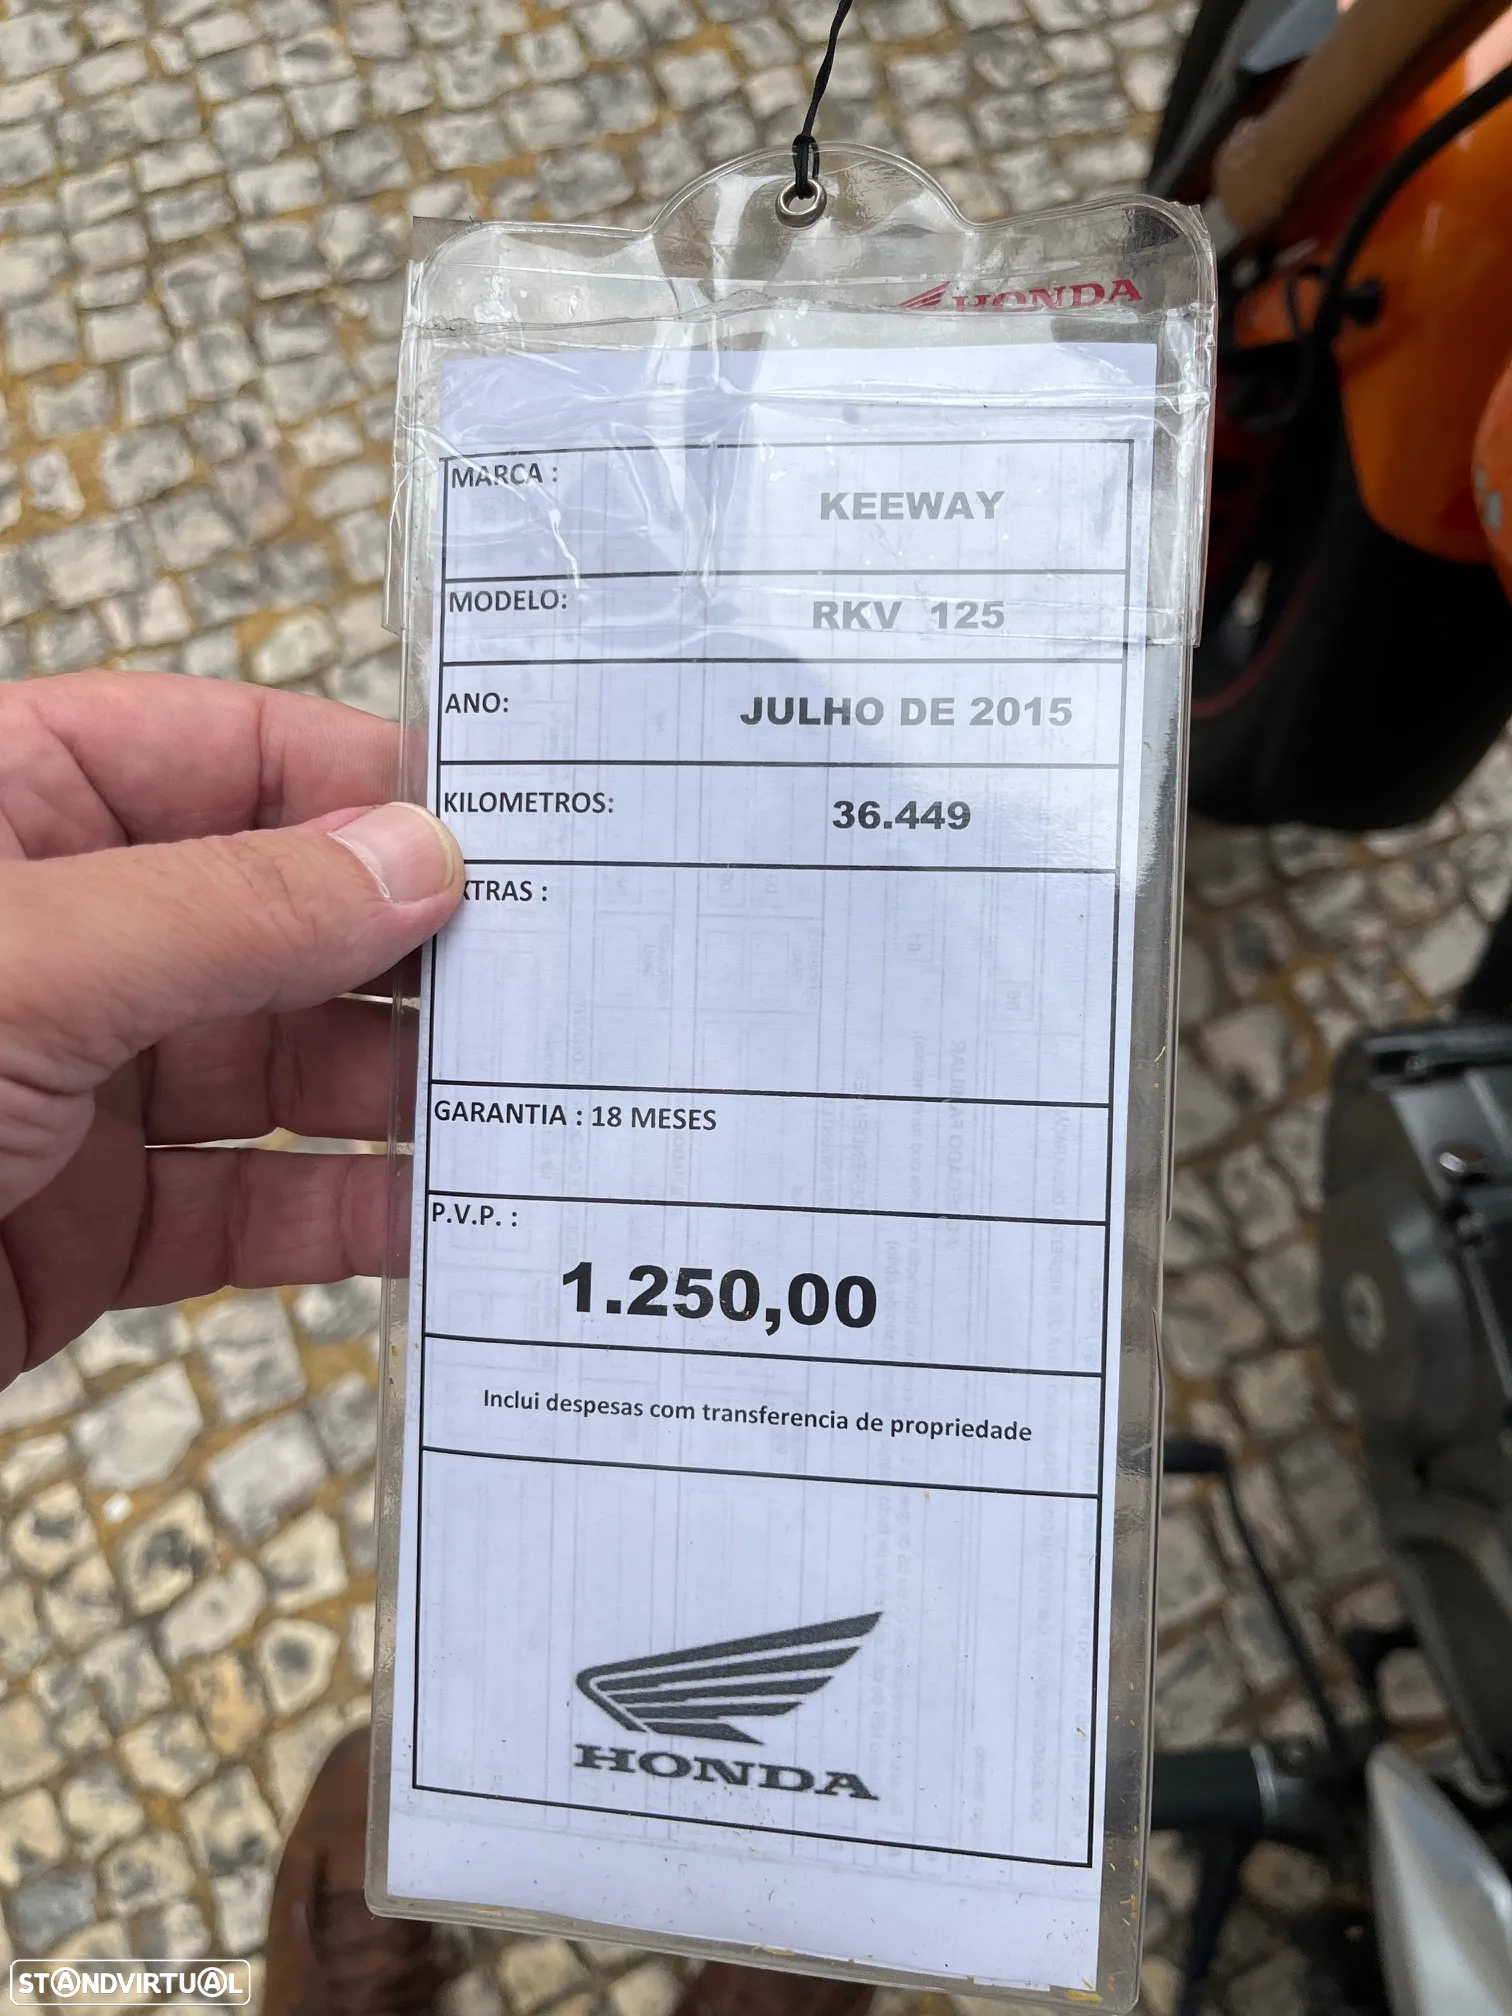 HONDA
MARCA :
KEEWAY
MODELO:
RKV 125
ANO:
JULHO DE 2015
KILOMETROS:
36.449
XTRAS :
GARANTIA : 18 MESES
P.V.P. :
1.250,00
Inclui despesas com transferencia de propriedade
HONDA
STANDVIRTUAL